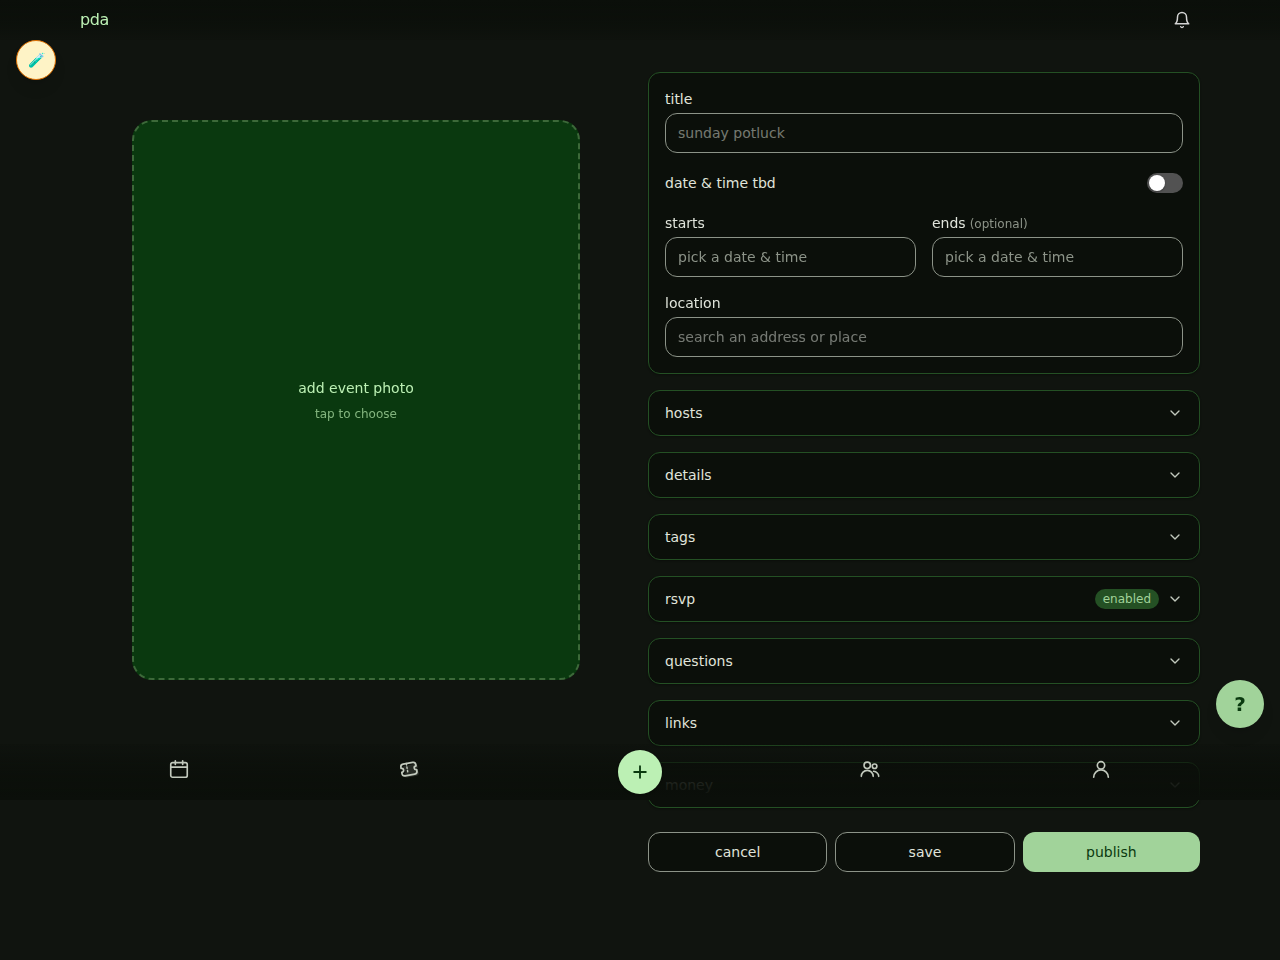 pda
add event photo
tap to choose
title
sunday potluck
date & time tbd
starts
ends (optional)
pick a date & time
pick a date & time
location
search an address or place
hosts
details
tags
rsvp
enabled
questions
links
money
cancel
save
publish
?